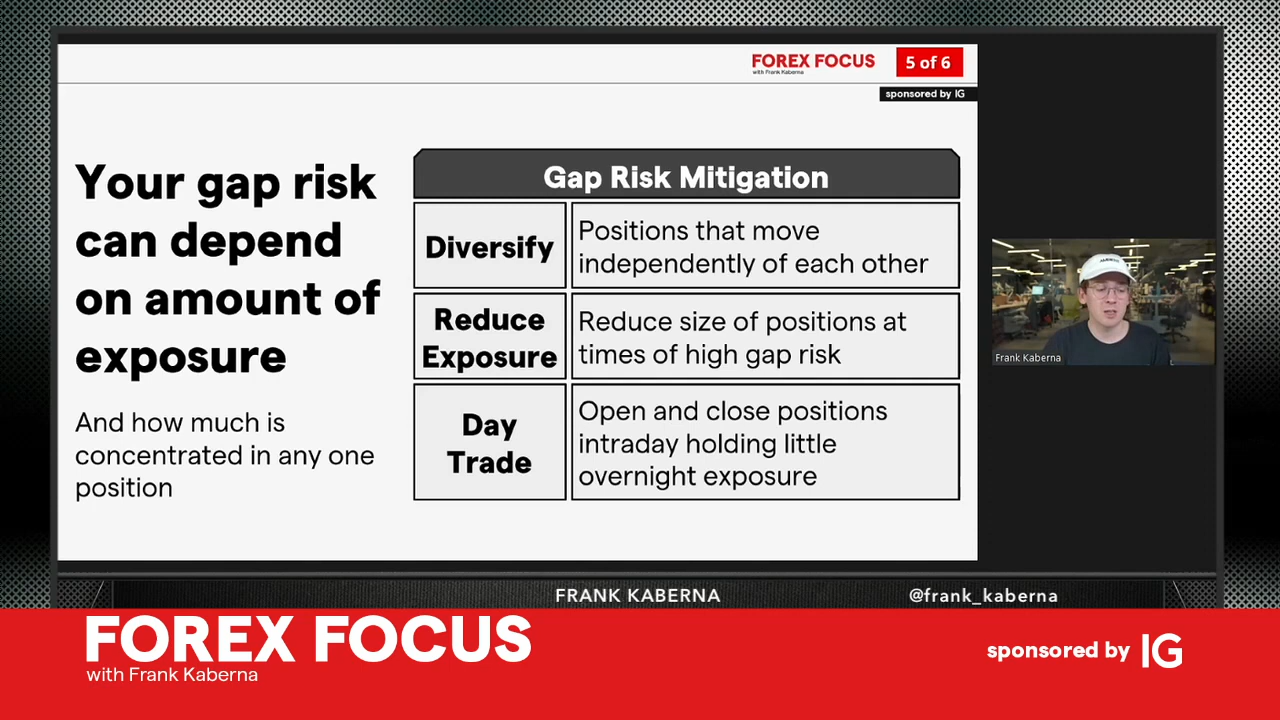 FOREX FOCUS
with Frank Kaberna
5 of 6
sponsored by IG
Your gap risk
can depend
on amount of
exposure
And how much is
concentrated in any one
position
Gap Risk Mitigation
Diversify
Positions that move
independently of each other
Reduce
Exposure
Reduce size of positions at
times of high gap risk
Day
Trade
Open and close positions
intraday holding little
overnight exposure
Frank Kaberna
FRANK KABERNA
@frank_kaberna
FOREX FOCUS
with Frank Kaberna
sponsored by IG